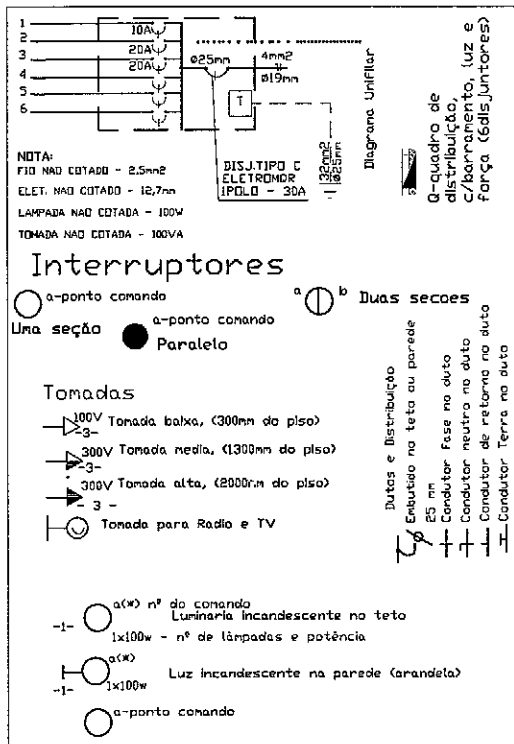 1
2
3
4
5
6
10A
20A
20A
ø25mm
4mm2
ø19mm
T
32mm2
ø25mm
Diagrana Unifilar
Q-quadro de
distribuição,
c/barramento, luz e
força (6disjuntores)
NOTA:
FIO NAO COTADO - 2,5mm2
ELET. NAO COTADO - 12,7mm
LAMPADA NAO COTADA - 100W
TOMADA NAO COTADA - 100VA
DISJ.TIPO C
ELETROMDR
1POLO - 30A
Interruptores
a-ponto comando
Uma seção
a-ponto comando
Paralelo
a b Duas secoes
Tomadas
100V Tomada baixa, (300mm do piso)
-3-
300V Tomada media, (1300mm do piso)
-3-
300V Tomada alta, (2000mm do piso)
- 3 -
Tomada para Radio e TV
Dutos e Distribuição
Embutido no teto ou parede
25 mm
Condutor Fase no duto
Condutor neutro no duto
Condutor de retorno no duto
Condutor Terra no duto
a(*) nº do comando
Luminaria incandescente no teto
-1-
1x100w - nº de lâmpadas e potência
a(*)
Luz incandescente na parede (arandela)
-1-
1x100w
a-ponto comando